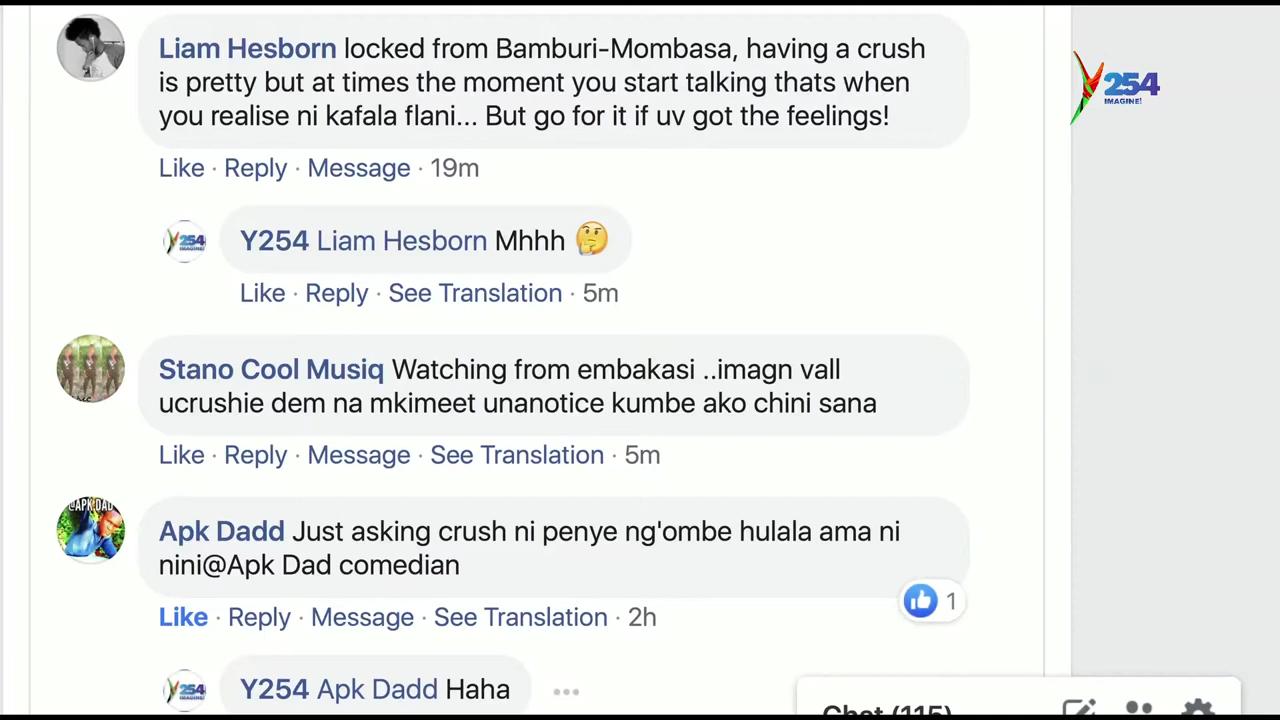 Liam Hesborn locked from Bamburi-Mombasa, having a crush
is pretty but at times the moment you start talking thats when
you realise ni kafala flani... But go for it if uv got the feelings!
254
IMAGINE!
Like · Reply · Message · 19m
Y254 Liam Hesborn Mhhh 🤔
Like · Reply · See Translation · 5m
Stano Cool Musiq Watching from embakasi ..imagn vall
ucrushie dem na mkimeet unanotice kumbe ako chini sana
Like · Reply · Message · See Translation · 5m
@APK DAD
Apk Dadd Just asking crush ni penye ng'ombe hulala ama ni
nini@Apk Dad comedian
1
Like · Reply · Message · See Translation · 2h
Y254 Apk Dadd Haha
Chat (115)